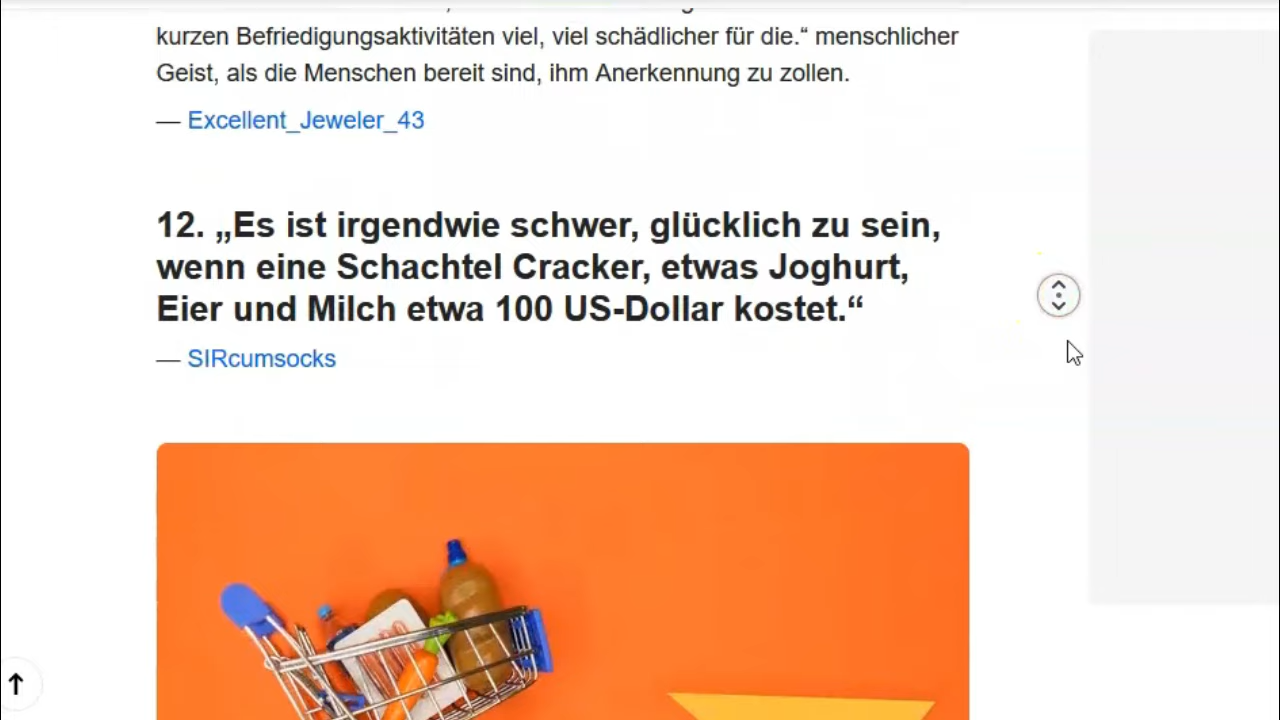 kurzen Befriedigungsaktivitäten viel, viel schädlicher für die.“ menschlicher
Geist, als die Menschen bereit sind, ihm Anerkennung zu zollen.
— Excellent_Jeweler_43
12. „Es ist irgendwie schwer, glücklich zu sein,
wenn eine Schachtel Cracker, etwas Joghurt,
Eier und Milch etwa 100 US-Dollar kostet.“
— SIRcumsocks